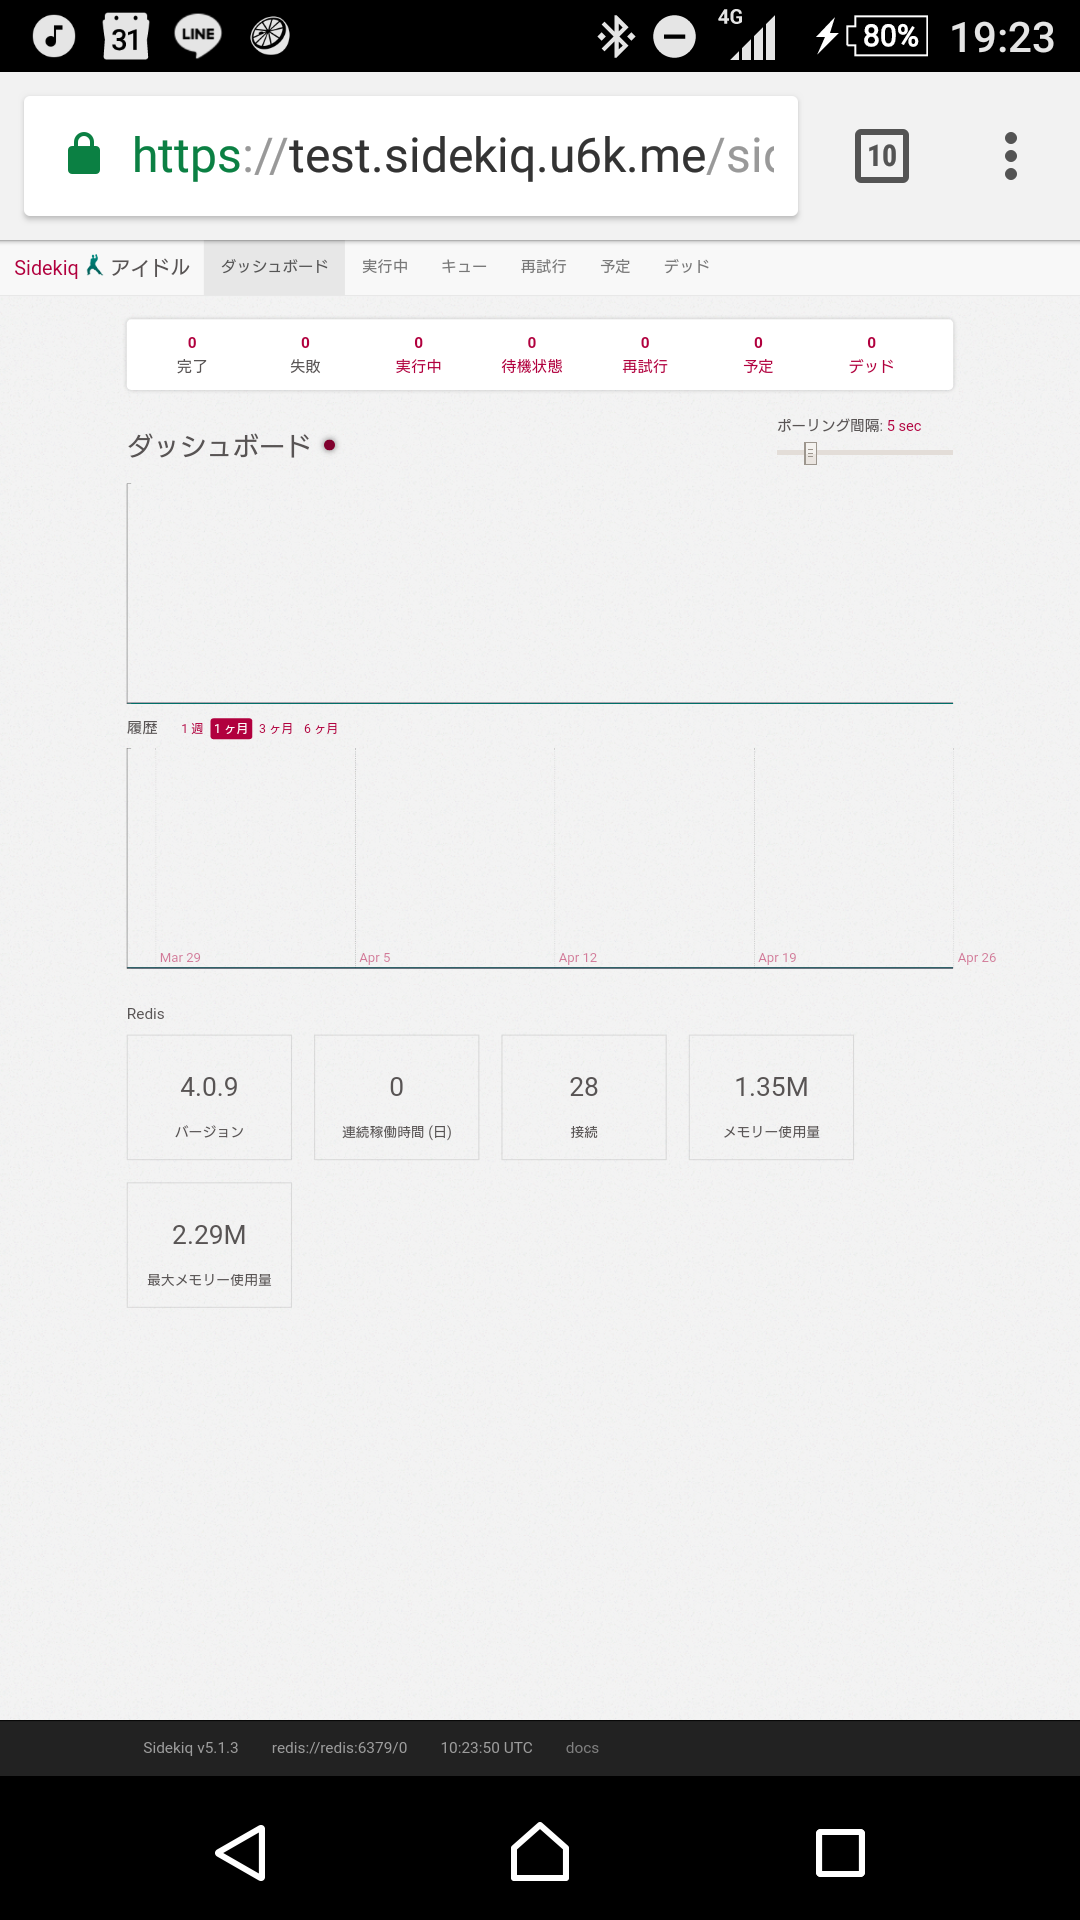 31 LINE 4G 80% 19:23
https://test.sidekiq.u6k.me/sid 10
Sidekiq アイドル ダッシュボード 実行中 キュー 再試行 予定 デッド
0 0 0 0 0 0 0
完了 失敗 実行中 待機状態 再試行 予定 デッド
ポーリング間隔: 5 sec
ダッシュボード
履歴 1 週 1 ヶ月 3 ヶ月 6 ヶ月
Mar 29 Apr 5 Apr 12 Apr 19 Apr 26
Redis
4.0.9 0 28 1.35M
バージョン 連続稼働時間 (日) 接続 メモリー使用量
2.29M
最大メモリー使用量
Sidekiq v5.1.3 redis://redis:6379/0 10:23:50 UTC docs